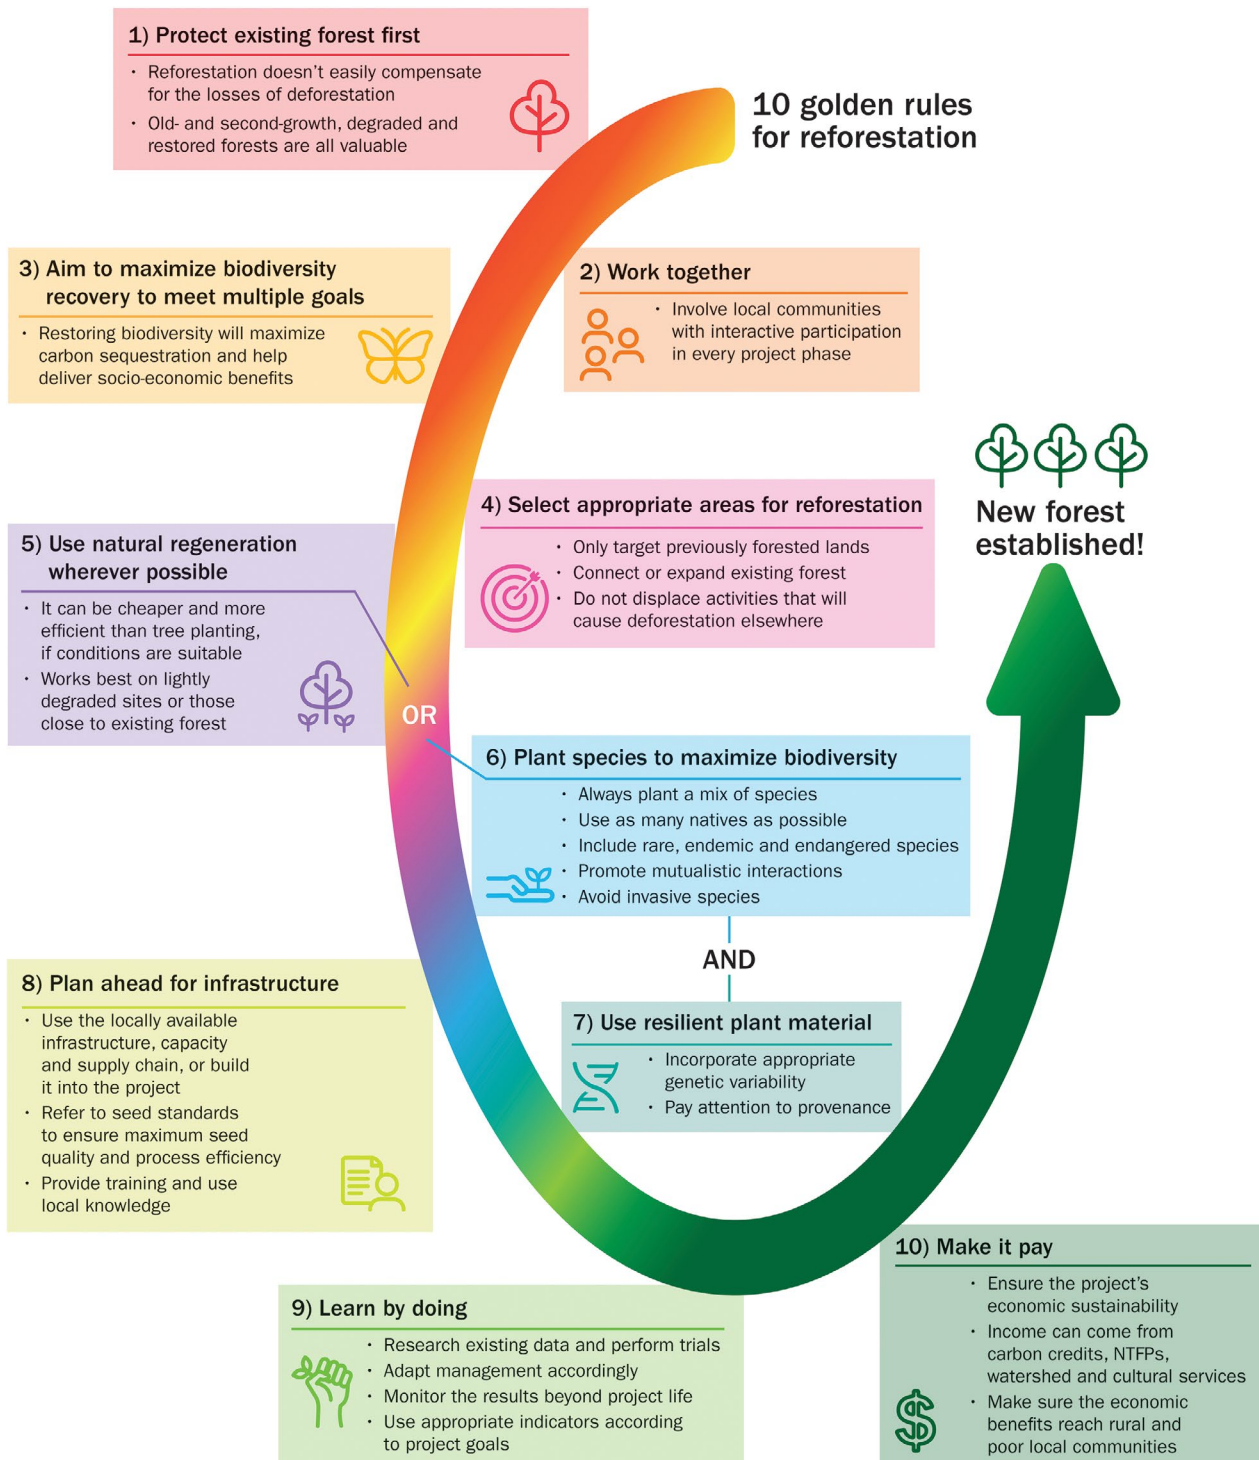 1) Protect existing forest first
• Reforestation doesn’t easily compensate
for the losses of deforestation
• Old- and second-growth, degraded and
restored forests are all valuable
10 golden rules
for reforestation
2) Work together
• Involve local communities
with interactive participation
in every project phase
3) Aim to maximize biodiversity
recovery to meet multiple goals
• Restoring biodiversity will maximize
carbon sequestration and help
deliver socio-economic benefits
4) Select appropriate areas for reforestation
• Only target previously forested lands
• Connect or expand existing forest
• Do not displace activities that will
cause deforestation elsewhere
New forest
established!
5) Use natural regeneration
wherever possible
• It can be cheaper and more
efficient than tree planting,
if conditions are suitable
• Works best on lightly
degraded sites or those
close to existing forest
OR
6) Plant species to maximize biodiversity
• Always plant a mix of species
• Use as many natives as possible
• Include rare, endemic and endangered species
• Promote mutualistic interactions
• Avoid invasive species
AND
7) Use resilient plant material
• Incorporate appropriate
genetic variability
• Pay attention to provenance
8) Plan ahead for infrastructure
• Use the locally available
infrastructure, capacity
and supply chain, or build
it into the project
• Refer to seed standards
to ensure maximum seed
quality and process efficiency
• Provide training and use
local knowledge
9) Learn by doing
• Research existing data and perform trials
• Adapt management accordingly
• Monitor the results beyond project life
• Use appropriate indicators according
to project goals
10) Make it pay
• Ensure the project’s
economic sustainability
• Income can come from
carbon credits, NTFPs,
watershed and cultural services
• Make sure the economic
benefits reach rural and
poor local communities
$